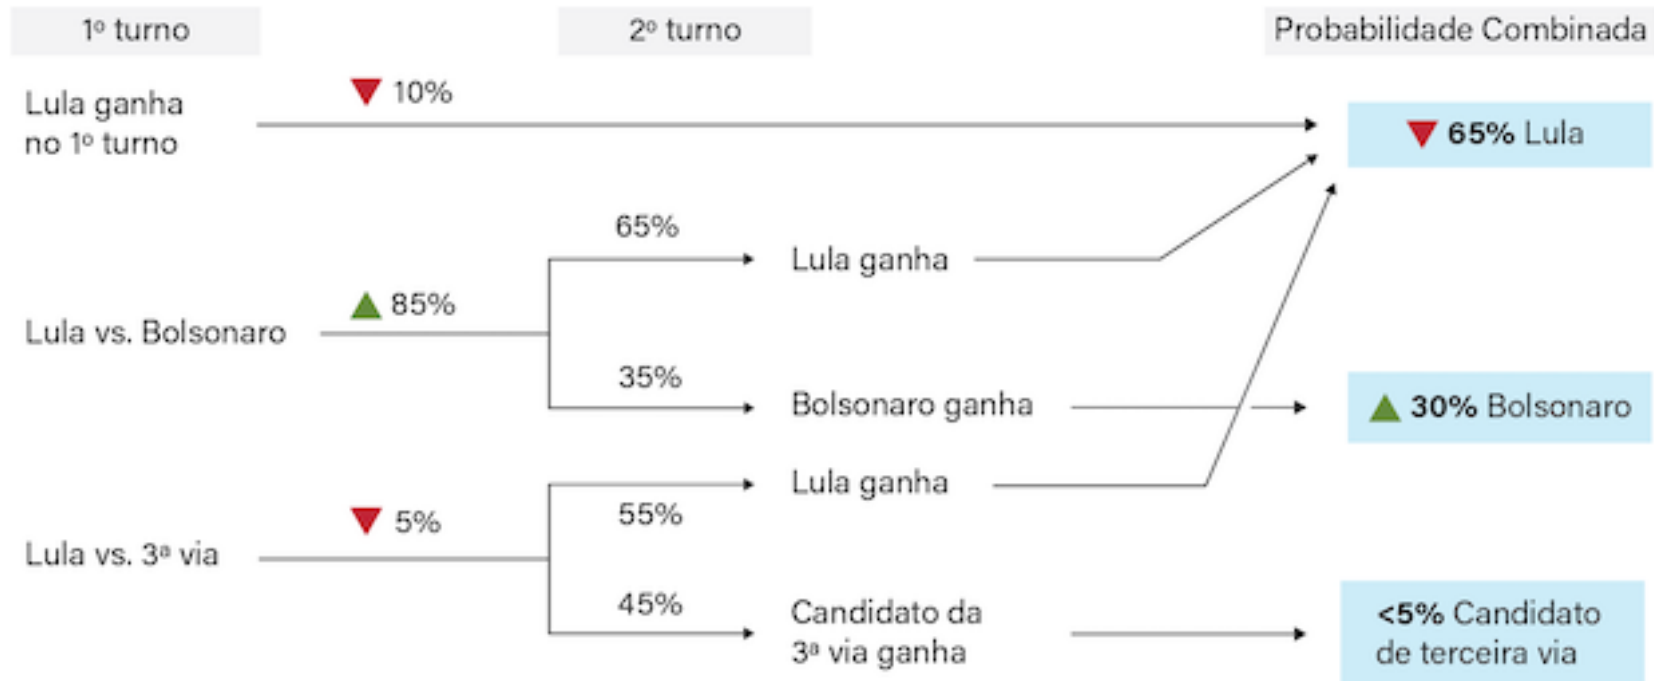 1º turno
2º turno
Probabilidade Combinada
Lula ganha
no 1º turno
10%
65% Lula
Lula vs. Bolsonaro
85%
65%
Lula ganha
35%
Bolsonaro ganha
30% Bolsonaro
Lula vs. 3ª via
5%
55%
Lula ganha
45%
Candidato da
3ª via ganha
<5% Candidato
de terceira via